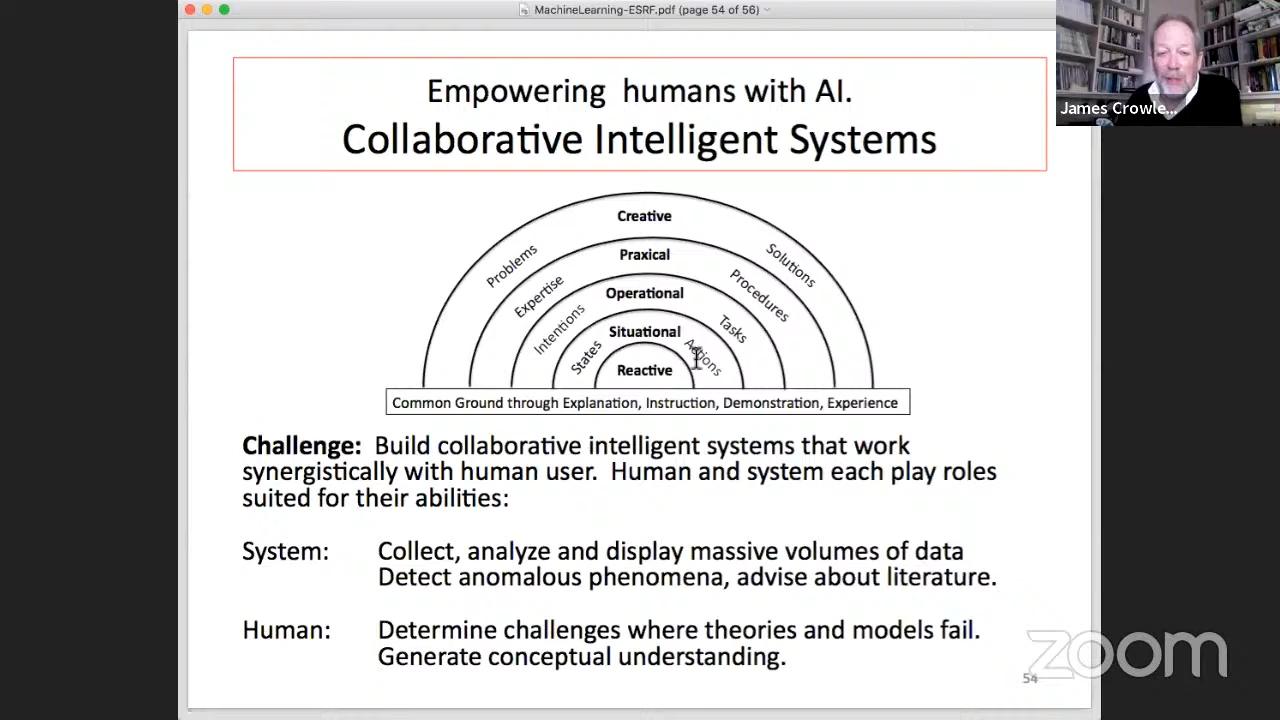 MachineLearning-ESRF.pdf (page 54 of 56)
James Crowle...
Empowering humans with AI.
Collaborative Intelligent Systems
Creative
Problems
Solutions
Praxical
Expertise
Procedures
Operational
Intentions
Tasks
Situational
States
Actions
Reactive
Common Ground through Explanation, Instruction, Demonstration, Experience
Challenge: Build collaborative intelligent systems that work
synergistically with human user. Human and system each play roles
suited for their abilities:
System: Collect, analyze and display massive volumes of data
Detect anomalous phenomena, advise about literature.
Human: Determine challenges where theories and models fail.
Generate conceptual understanding.
zoom
54